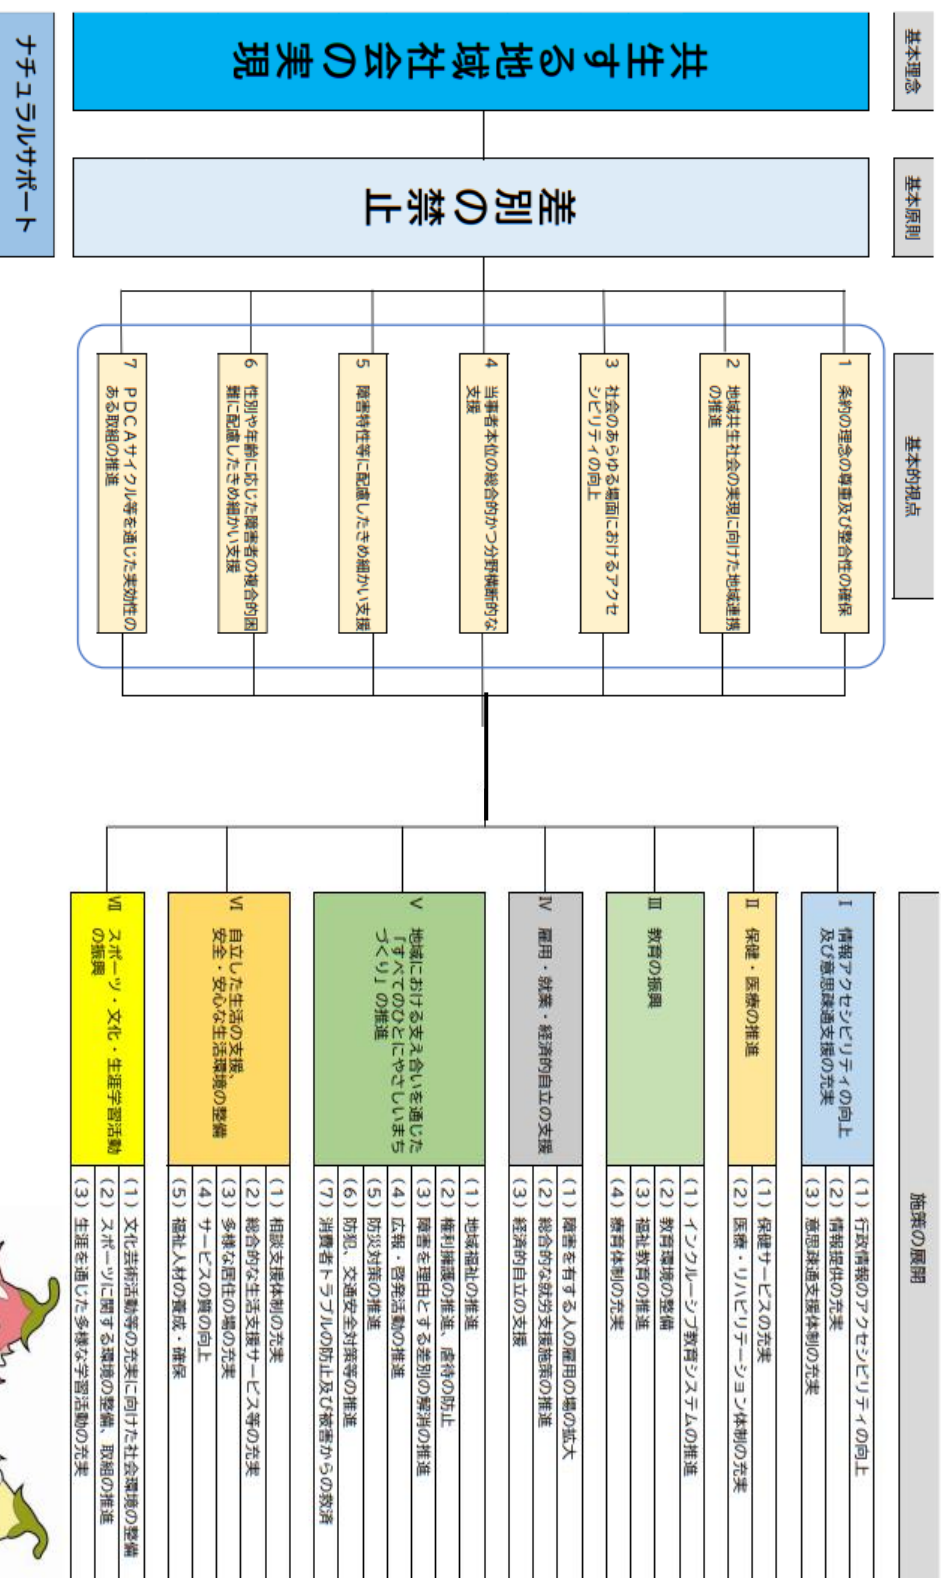 基本理念
共生する地域社会の実現
ナチュラルサポート
基本原則
差別の禁止
基本的視点
1 条約の理念の尊重及び整合性の確保
2 地域共生社会の実現に向けた地域連携
の推進
3 社会のあらゆる場面におけるアクセ
シビリティの向上
4 当事者本位の総合的かつ分野横断的な
支援
5 障害特性等に配慮したきめ細かい支援
6 性別や年齢に応じた障害者の複合的困
難に配慮したきめ細かい支援
7 PDCAサイクル等を通じた実効性の
ある取組の推進
施策の展開
Ⅰ 情報アクセシビリティの向上
及び意思疎通支援の充実
(1)行政情報のアクセシビリティの向上
(2)情報提供の充実
(3)意思疎通支援体制の充実
Ⅱ 保健・医療の推進
(1)保健サービスの充実
(2)医療・リハビリテーション体制の充実
Ⅲ 教育の振興
(1)インクルーシブ教育システムの推進
(2)教育環境の整備
(3)福祉教育の推進
(4)療育体制の充実
Ⅳ 雇用・就業・経済的自立の支援
(1)障害を有する人の雇用の場の拡大
(2)総合的な就労支援施策の推進
(3)経済的自立の支援
Ⅴ 地域における支え合いを通じた
「すべてのひとにやさしいまち
づくり」の推進
(1)地域福祉の推進
(2)権利擁護の推進、虐待の防止
(3)障害を理由とする差別の解消の推進
(4)広報・啓発活動の推進
(5)防災対策の推進
(6)防犯、交通安全対策等の推進
(7)消費者トラブルの防止及び被害からの救済
Ⅵ 自立した生活の支援、
安全・安心な生活環境の整備
(1)相談支援体制の充実
(2)総合的な生活支援サービス等の充実
(3)多様な居住の場の充実
(4)サービスの質の向上
(5)福祉人材の養成・確保
Ⅶ スポーツ・文化・生涯学習活動
の振興
(1)文化芸術活動等の充実に向けた社会環境の整備
(2)スポーツに関する環境の整備、取組の推進
(3)生涯を通じた多様な学習活動の充実